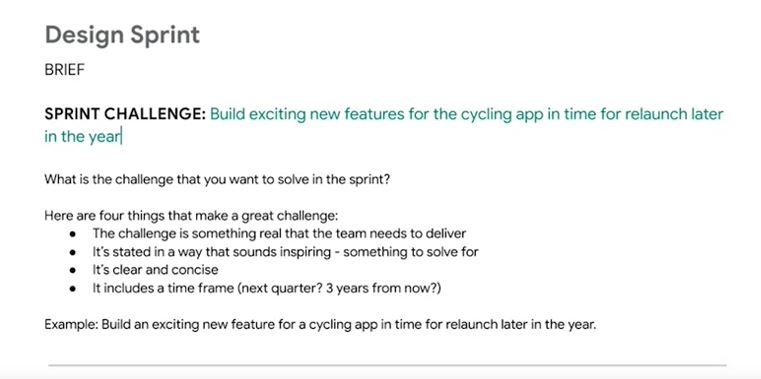 Design Sprint
BRIEF
SPRINT CHALLENGE: Build exciting new features for the cycling app in time for relaunch later
in the year
What is the challenge that you want to solve in the sprint?
Here are four things that make a great challenge:
● The challenge is something real that the team needs to deliver
● It's stated in a way that sounds inspiring - something to solve for
● It's clear and concise
● It includes a time frame (next quarter? 3 years from now?)
Example: Build an exciting new feature for a cycling app in time for relaunch later in the year.